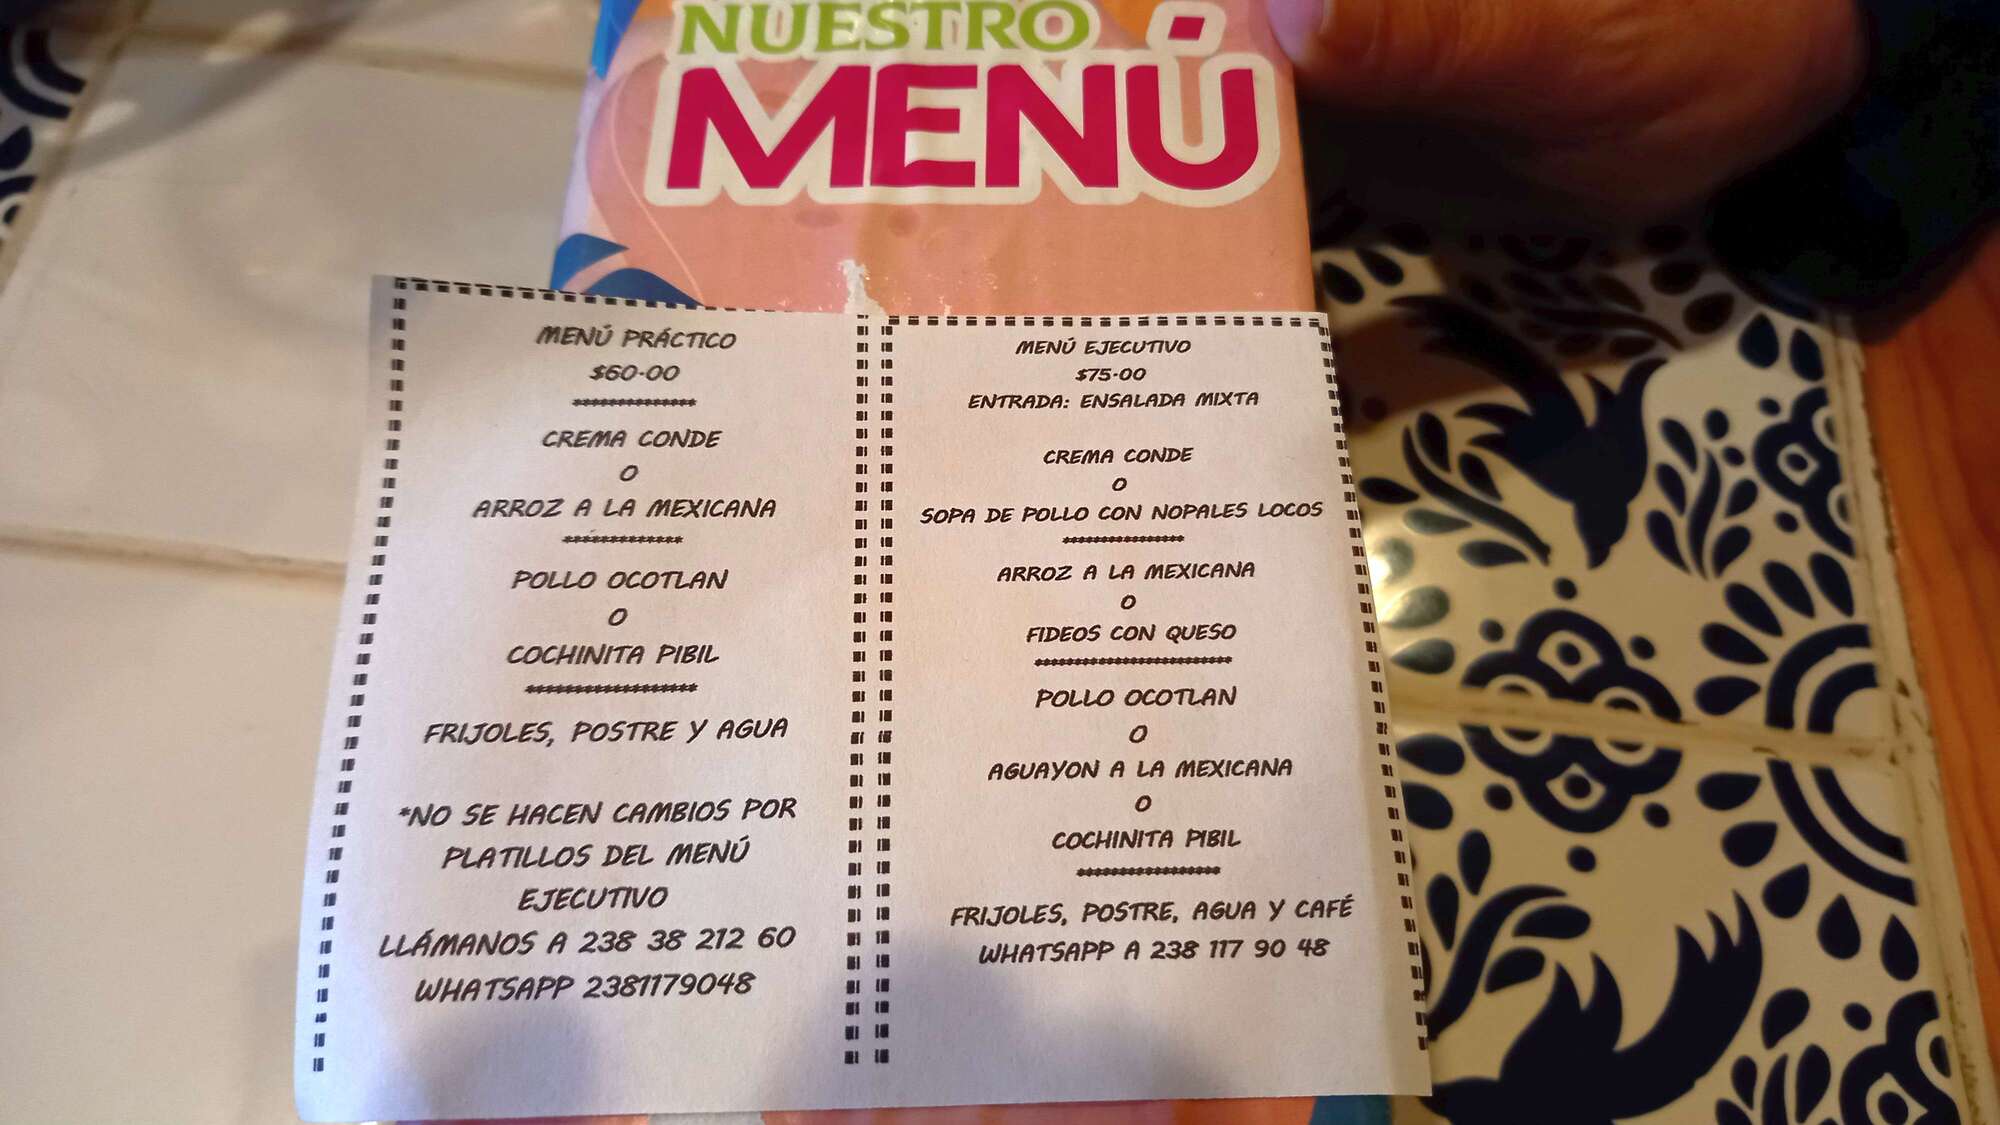 NUESTRO
MENÚ
MENÚ PRÁCTICO
$60.00
**************
CREMA CONDE
O
ARROZ A LA MEXICANA
*************
POLLO OCOTLAN
O
COCHINITA PIBIL
*******************
FRIJOLES, POSTRE Y AGUA
*NO SE HACEN CAMBIOS POR
PLATILLOS DEL MENÚ
EJECUTIVO
LLÁMANOS A 238 38 212 60
WHATSAPP 2381179048
MENÚ EJECUTIVO
$75.00
ENTRADA: ENSALADA MIXTA
CREMA CONDE
O
SOPA DE POLLO CON NOPALES LOCOS
****************
ARROZ A LA MEXICANA
O
FIDEOS CON QUESO
*************************
POLLO OCOTLAN
O
AGUAYON A LA MEXICANA
O
COCHINITA PIBIL
*****************
FRIJOLES, POSTRE, AGUA Y CAFÉ
WHATSAPP A 238 117 90 48